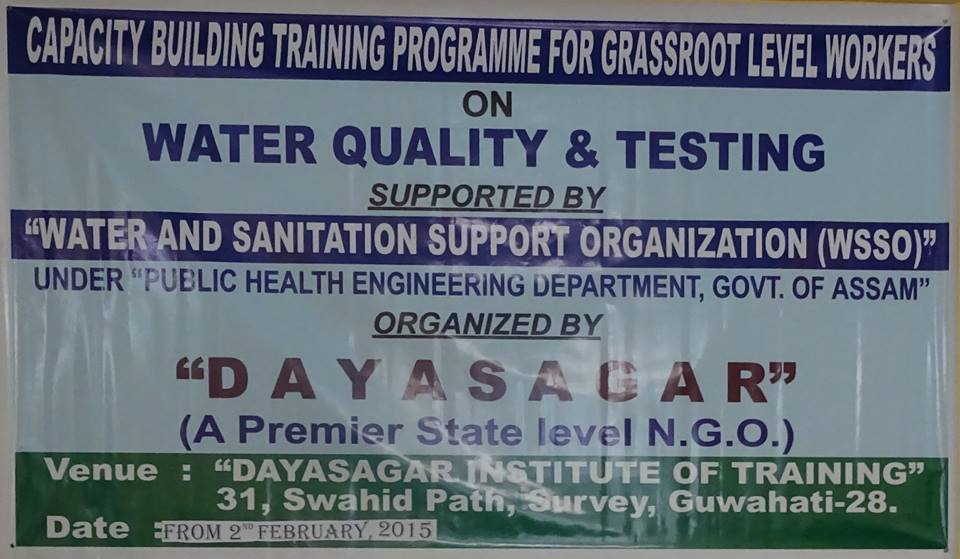 CAPACITY BUILDING TRAINING PROGRAMME FOR GRASSROOT LEVEL WORKERS
ON
WATER QUALITY & TESTING
SUPPORTED BY
“WATER AND SANITATION SUPPORT ORGANIZATION (WSSO)”
UNDER “PUBLIC HEALTH ENGINEERING DEPARTMENT, GOVT. OF ASSAM”
ORGANIZED BY
“DAYASAGAR”
(A Premier State level N.G.O.)
Venue : “DAYASAGAR INSTITUTE OF TRAINING”
31, Swahid Path, Survey, Guwahati-28.
Date : FROM 2ND FEBRUARY, 2015